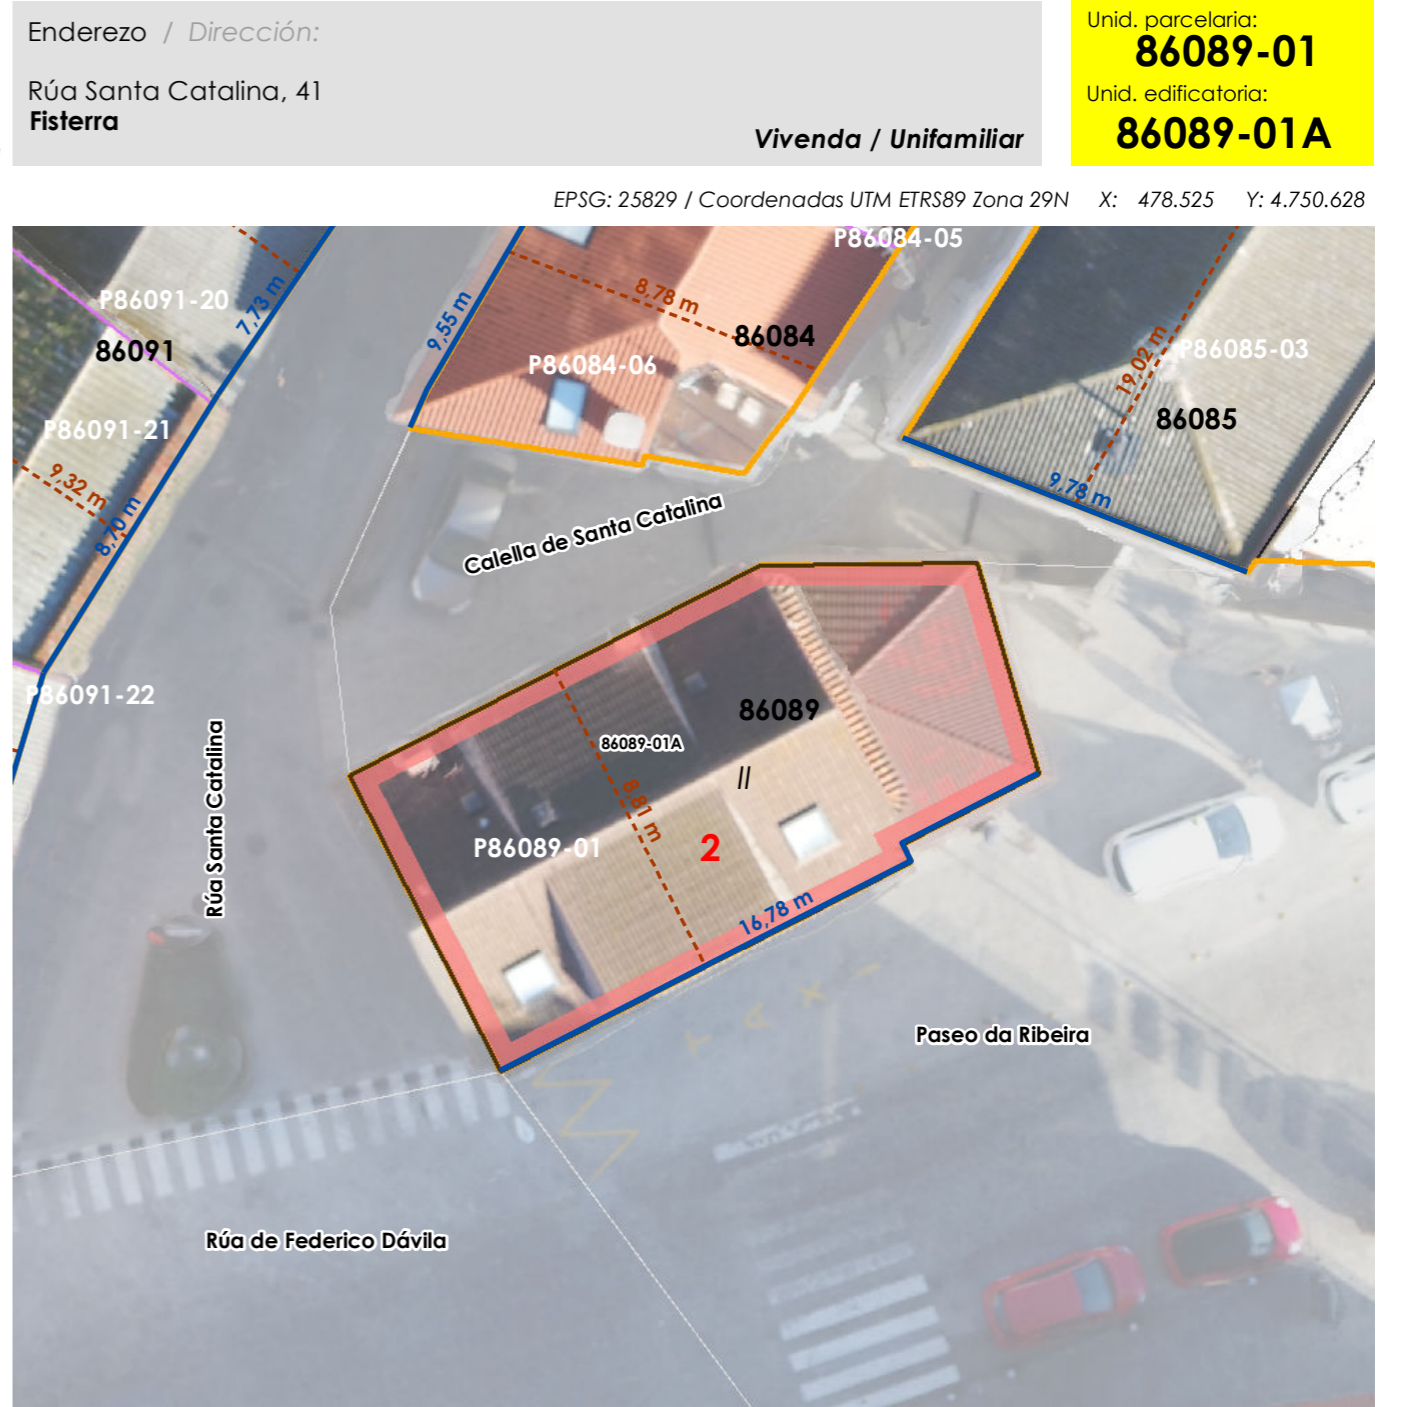 Enderezo / Dirección:
Rúa Santa Catalina, 41
Fisterra
Vivenda / Unifamiliar
Unid. parcelaria:
86089-01
Unid. edificatoria:
86089-01A
EPSG: 25829 / Coordenadas UTM ETRS89 Zona 29N X: 478.525 Y: 4.750.628
P86084-05
P86091-20
7,73 m
8,78 m
9,55 m
86084
86091
P86084-06
P86085-03
19,02 m
86085
P86091-21
9,32 m
8,70 m
9,78 m
Calella de Santa Catalina
P86091-22
86089
86089-01A
II
8,81 m
P86089-01
2
Rúa Santa Catalina
16,78 m
TAXI
Paseo da Ribeira
Rúa de Federico Dávila